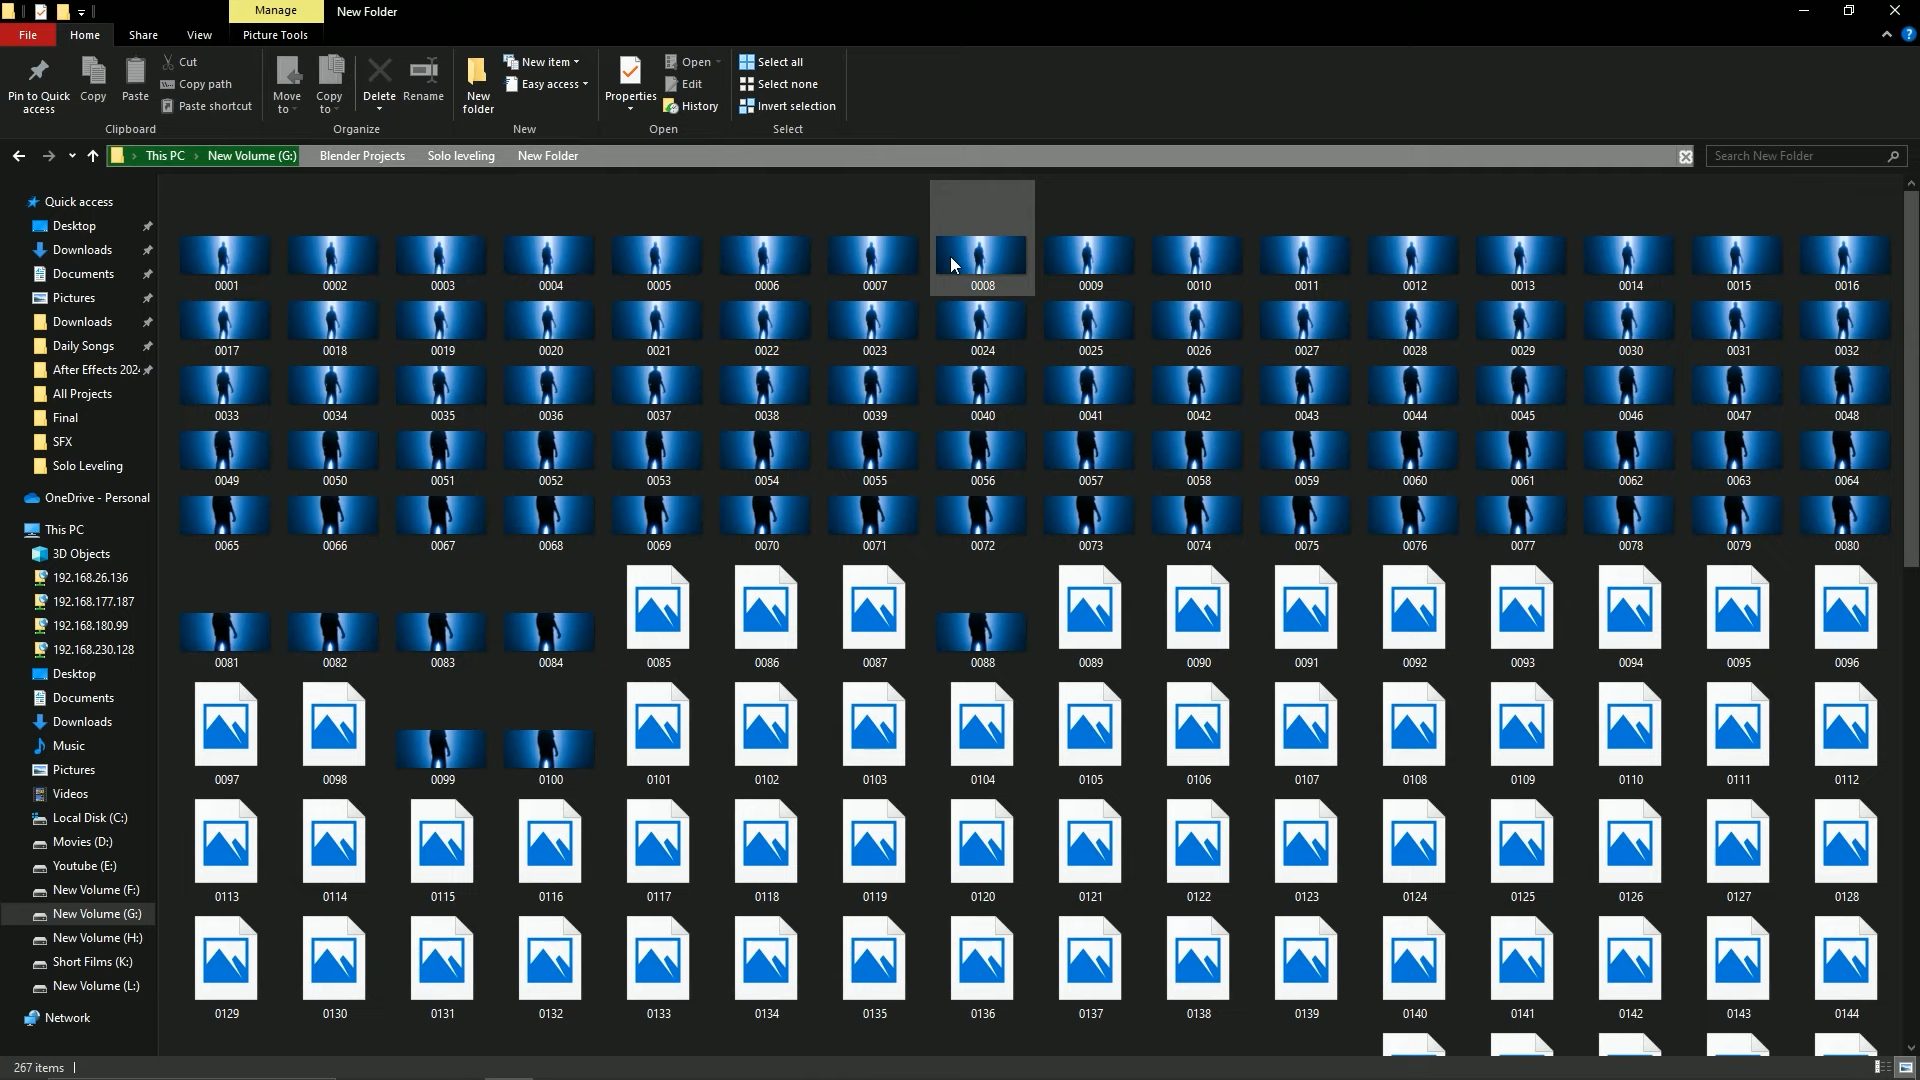 Manage
New Folder
File
Home
Share
View
Picture Tools
Pin to Quick access
Copy
Paste
Cut
Copy path
Paste shortcut
Clipboard
Move to
Copy to
Delete
Rename
Organize
New folder
New item
Easy access
New
Properties
Open
Edit
History
Open
Select all
Select none
Invert selection
Select
This PC
New Volume (G:)
Blender Projects
Solo leveling
New Folder
Search New Folder
Quick access
Desktop
Downloads
Documents
Pictures
Downloads
Daily Songs
After Effects 202
All Projects
Final
SFX
Solo Leveling
OneDrive - Personal
This PC
3D Objects
192.168.26.136
192.168.177.187
192.168.180.99
192.168.230.128
Desktop
Documents
Downloads
Music
Pictures
Videos
Local Disk (C:)
Movies (D:)
Youtube (E:)
New Volume (F:)
New Volume (G:)
New Volume (H:)
Short Films (K:)
New Volume (L:)
Network
0001 0002 0003 0004 0005 0006 0007 0008 0009 0010 0011 0012 0013 0014 0015 0016
0017 0018 0019 0020 0021 0022 0023 0024 0025 0026 0027 0028 0029 0030 0031 0032
0033 0034 0035 0036 0037 0038 0039 0040 0041 0042 0043 0044 0045 0046 0047 0048
0049 0050 0051 0052 0053 0054 0055 0056 0057 0058 0059 0060 0061 0062 0063 0064
0065 0066 0067 0068 0069 0070 0071 0072 0073 0074 0075 0076 0077 0078 0079 0080
0081 0082 0083 0084 0085 0086 0087 0088 0089 0090 0091 0092 0093 0094 0095 0096
0097 0098 0099 0100 0101 0102 0103 0104 0105 0106 0107 0108 0109 0110 0111 0112
0113 0114 0115 0116 0117 0118 0119 0120 0121 0122 0123 0124 0125 0126 0127 0128
0129 0130 0131 0132 0133 0134 0135 0136 0137 0138 0139 0140 0141 0142 0143 0144
267 items